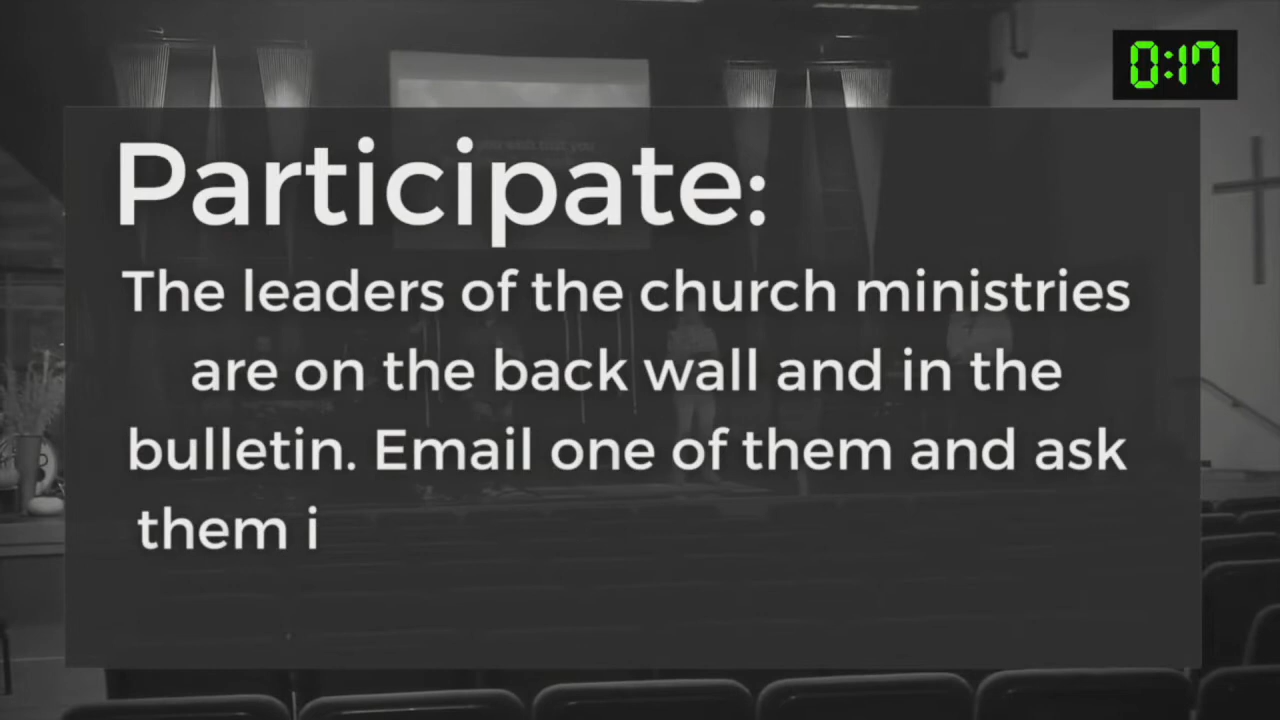 0:17
Participate:
The leaders of the church ministries
are on the back wall and in the
bulletin. Email one of them and ask
them i